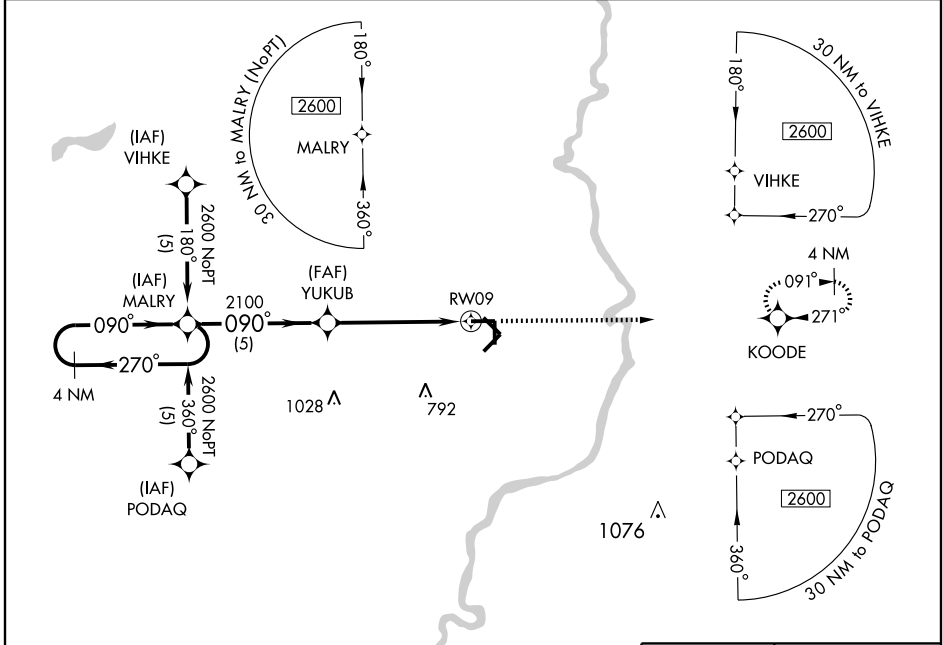 30 NM to MALRY (NoPT)
180°
2600
MALRY
360°
30 NM to VIHKE
180°
2600
VIHKE
270°
(IAF)
VIHKE
2600 NoPT
180°
(5)
(IAF)
MALRY
090°
2100
090°
(5)
(FAF)
YUKUB
RW09
4 NM
091°
271°
KOODE
270°
4 NM
2600 NoPT
360°
(5)
(IAF)
PODAQ
1028
792
1076
270°
PODAQ
2600
360°
30 NM to PODAQ